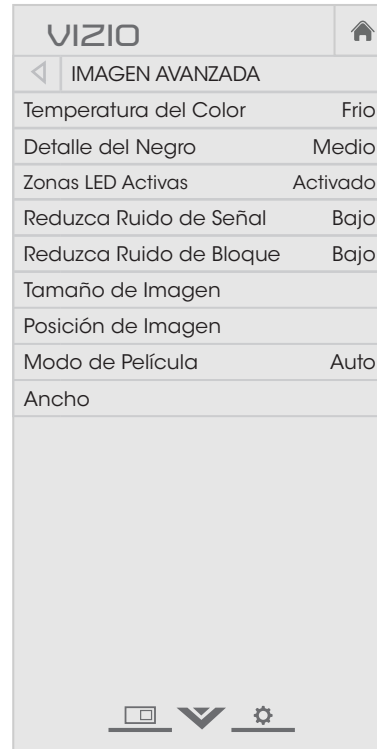 VIZIO
IMAGEN AVANZADA
Temperatura del Color Frio
Detalle del Negro Medio
Zonas LED Activas Activado
Reduzca Ruido de Señal Bajo
Reduzca Ruido de Bloque Bajo
Tamaño de Imagen
Posición de Imagen
Modo de Película Auto
Ancho